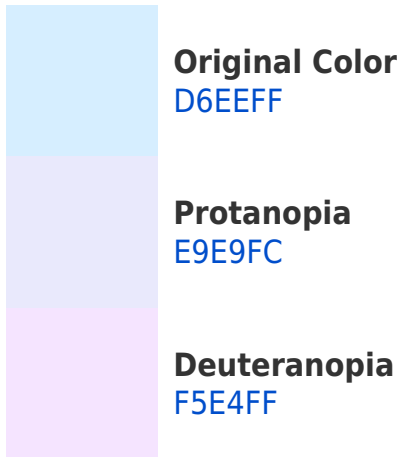 Original Color
D6EEFF
Protanopia
E9E9FC
Deuteranopia
F5E4FF